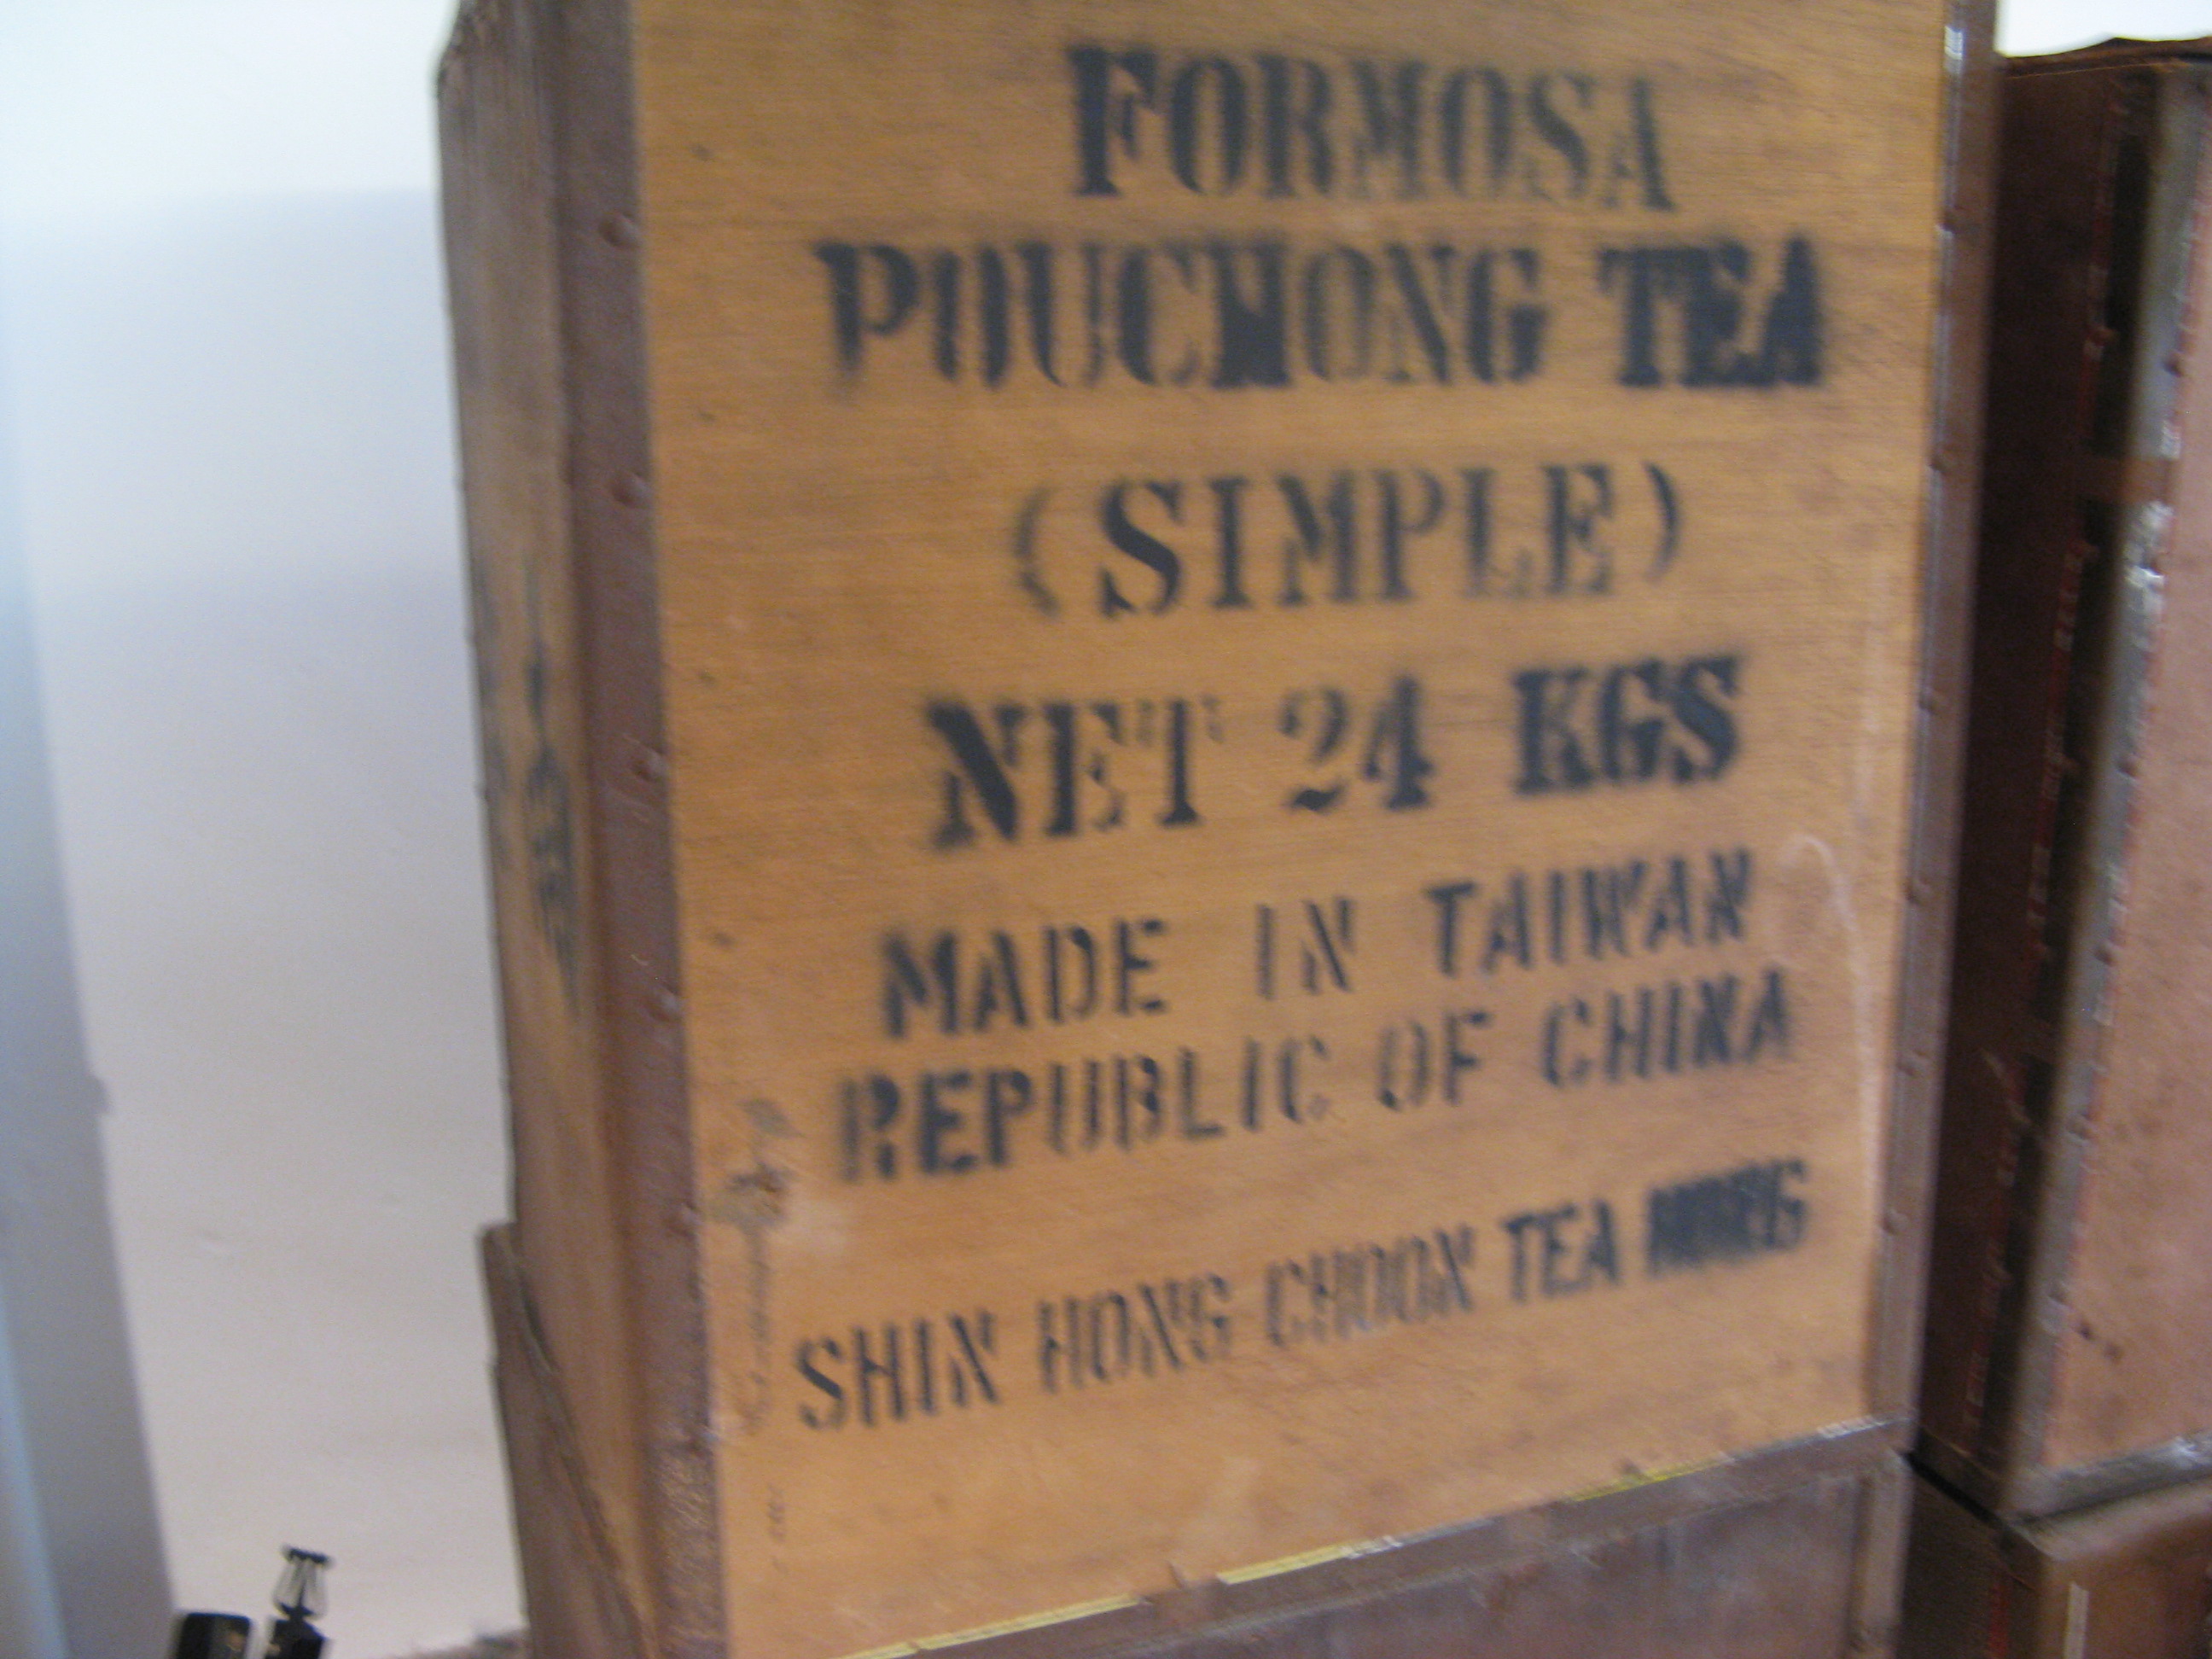 FORMOSA
POUCHONG TEA
(SIMPLE)
NET 24 KGS
MADE IN TAIWAN
REPUBLIC OF CHINA
SHIN HONG CHOON TEA